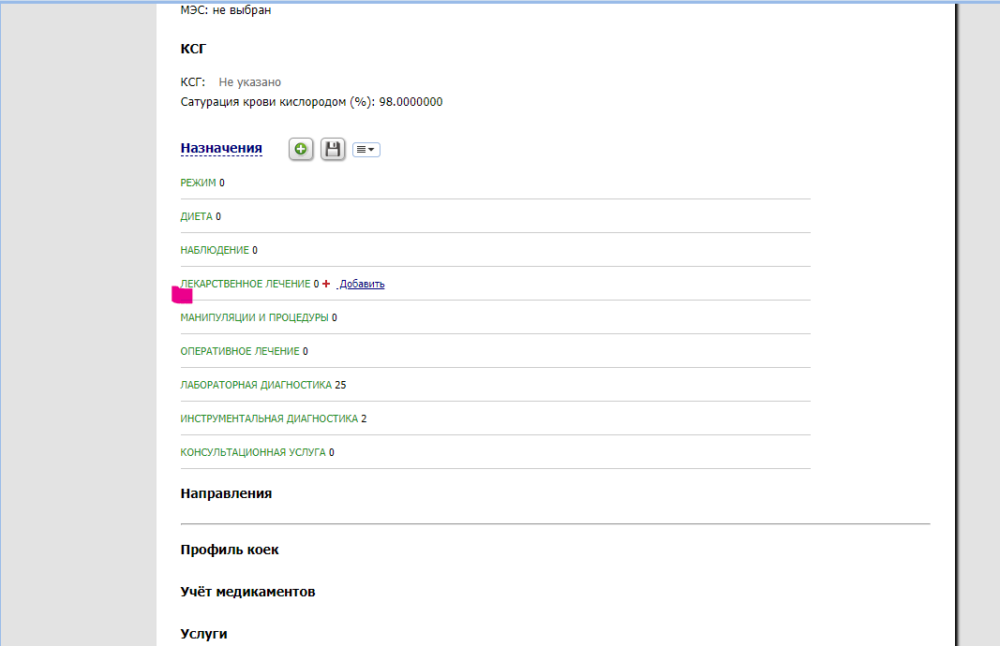 МЭС: не выбран
КСГ
КСГ: Не указано
Сатурация крови кислородом (%): 98.0000000
Назначения
РЕЖИМ 0
ДИЕТА 0
НАБЛЮДЕНИЕ 0
ЛЕКАРСТВЕННОЕ ЛЕЧЕНИЕ 0 + Добавить
МАНИПУЛЯЦИИ И ПРОЦЕДУРЫ 0
ОПЕРАТИВНОЕ ЛЕЧЕНИЕ 0
ЛАБОРАТОРНАЯ ДИАГНОСТИКА 25
ИНСТРУМЕНТАЛЬНАЯ ДИАГНОСТИКА 2
КОНСУЛЬТАЦИОННАЯ УСЛУГА 0
Направления
Профиль коек
Учёт медикаментов
Услуги